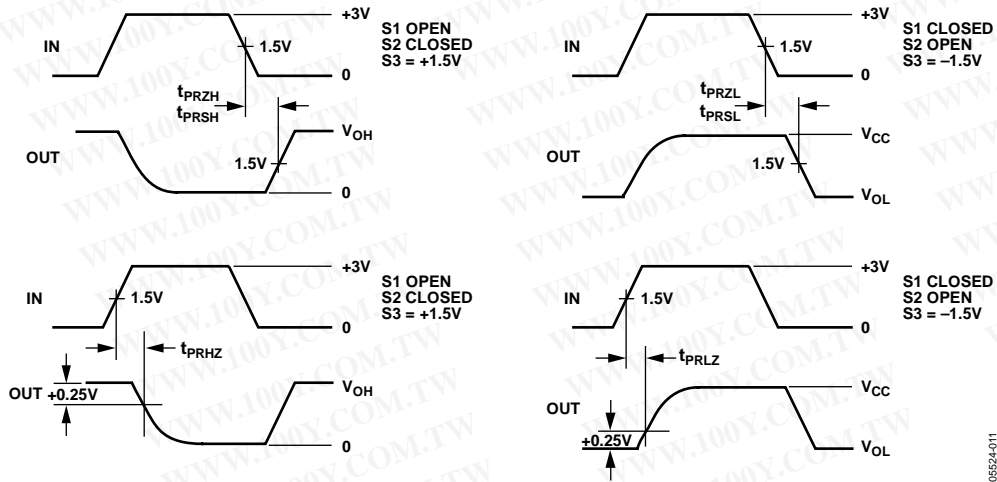 +3V
S1 OPEN
S2 CLOSED
S3 = +1.5V
IN
1.5V
0
tPRZH
tPRSH
VOH
OUT
1.5V
0
+3V
S1 CLOSED
S2 OPEN
S3 = –1.5V
IN
1.5V
0
tPRZL
tPRSL
VCC
OUT
1.5V
VOL
+3V
S1 OPEN
S2 CLOSED
S3 = +1.5V
IN
1.5V
0
tPRHZ
VOH
OUT +0.25V
0
+3V
S1 CLOSED
S2 OPEN
S3 = –1.5V
IN
1.5V
0
tPRLZ
VCC
OUT
+0.25V
VOL
05524-011
WWW.100Y.COM.TW